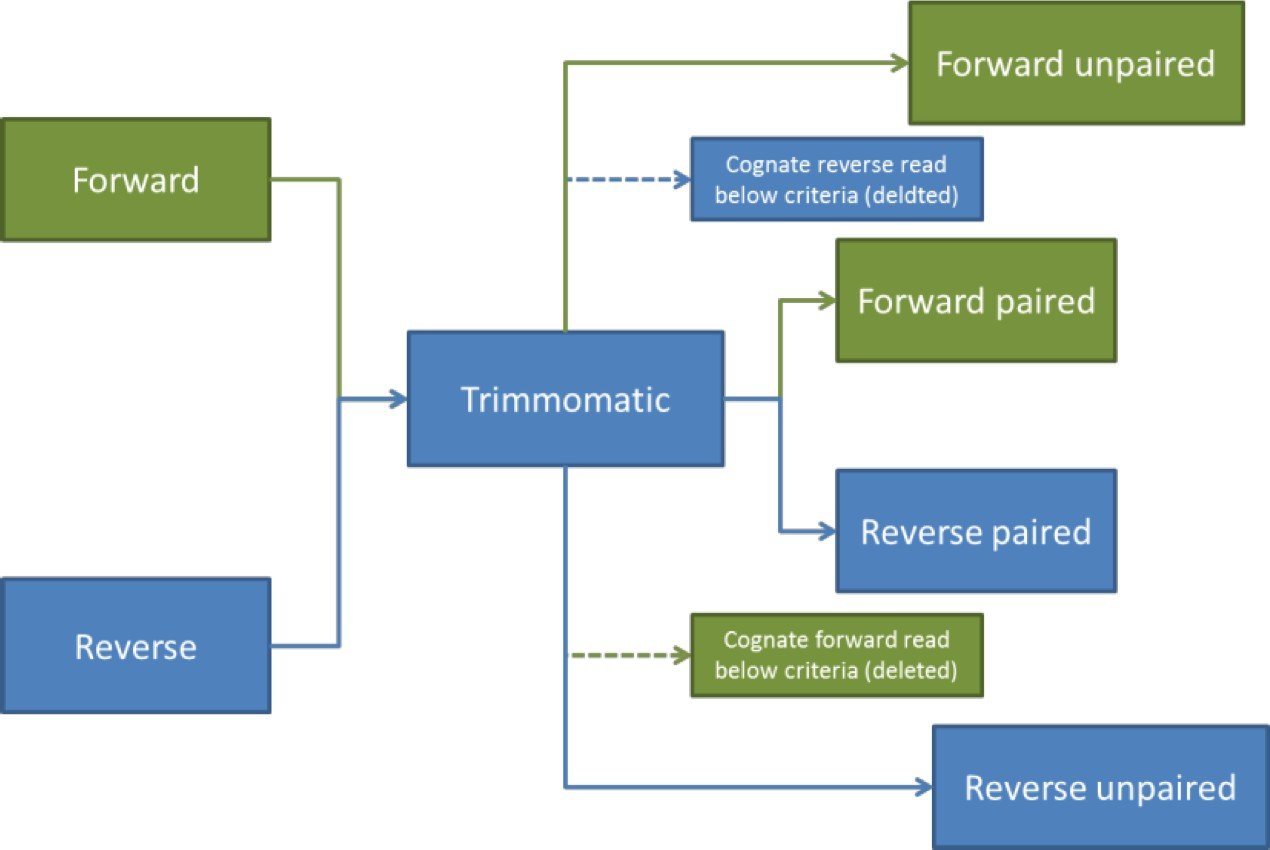 Forward unpaired
Forward
Cognate reverse read
below criteria (deldted)
Forward paired
Trimmomatic
Reverse paired
Reverse
Cognate forward read
below criteria (deleted)
Reverse unpaired